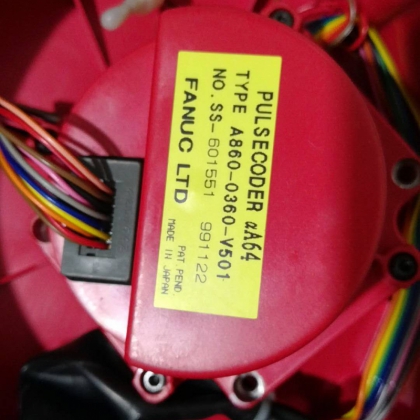 PULSECODER αA64
TYPE A860-0360-V501
NO. SS-601551 991122
FANUC LTD PAT.PEND.
MADE IN JAPAN